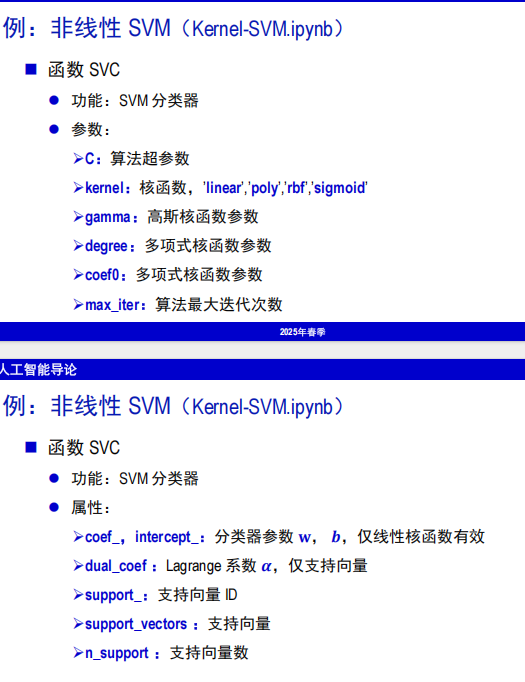 例：非线性 SVM（Kernel-SVM.ipynb）
函数 SVC
功能：SVM 分类器
参数：
C：算法超参数
kernel：核函数，'linear','poly','rbf','sigmoid'
gamma：高斯核函数参数
degree：多项式核函数参数
coef0：多项式核函数参数
max_iter：算法最大迭代次数
2025年春季
人工智能导论
例：非线性 SVM（Kernel-SVM.ipynb）
函数 SVC
功能：SVM 分类器
属性：
coef_，intercept_：分类器参数 w， b，仅线性核函数有效
dual_coef ：Lagrange 系数 α，仅支持向量
support_：支持向量 ID
support_vectors ：支持向量
n_support ：支持向量数